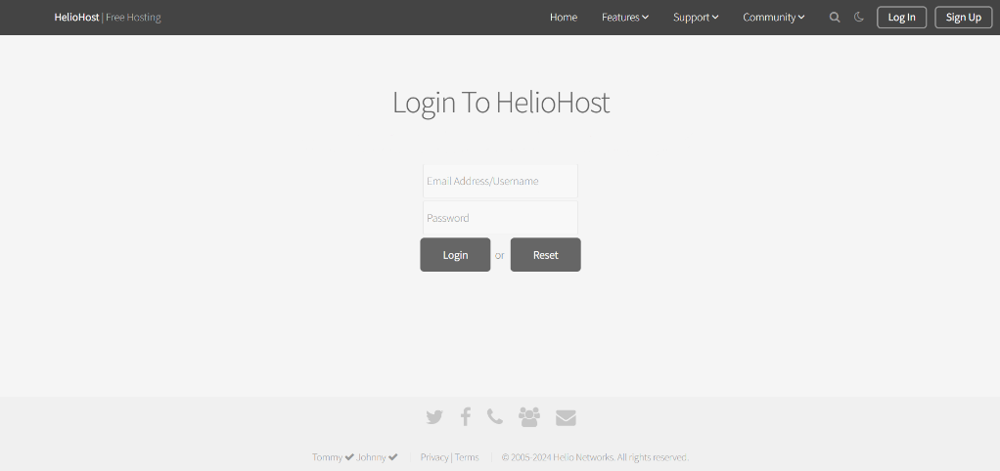 HelioHost | Free Hosting Home Features Support Community Log In Sign Up
Login To HelioHost
Email Address/Username
Password
Login or Reset
Tommy Johnny Privacy | Terms © 2005-2024 Helio Networks. All rights reserved.